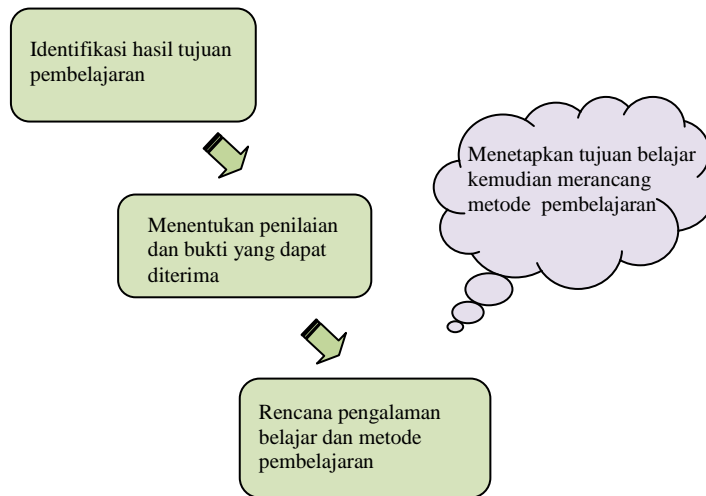 Identifikasi hasil tujuan
pembelajaran
Menetapkan tujuan belajar
kemudian merancang
metode pembelajaran
Menentukan penilaian
dan bukti yang dapat
diterima
Rencana pengalaman
belajar dan metode
pembelajaran